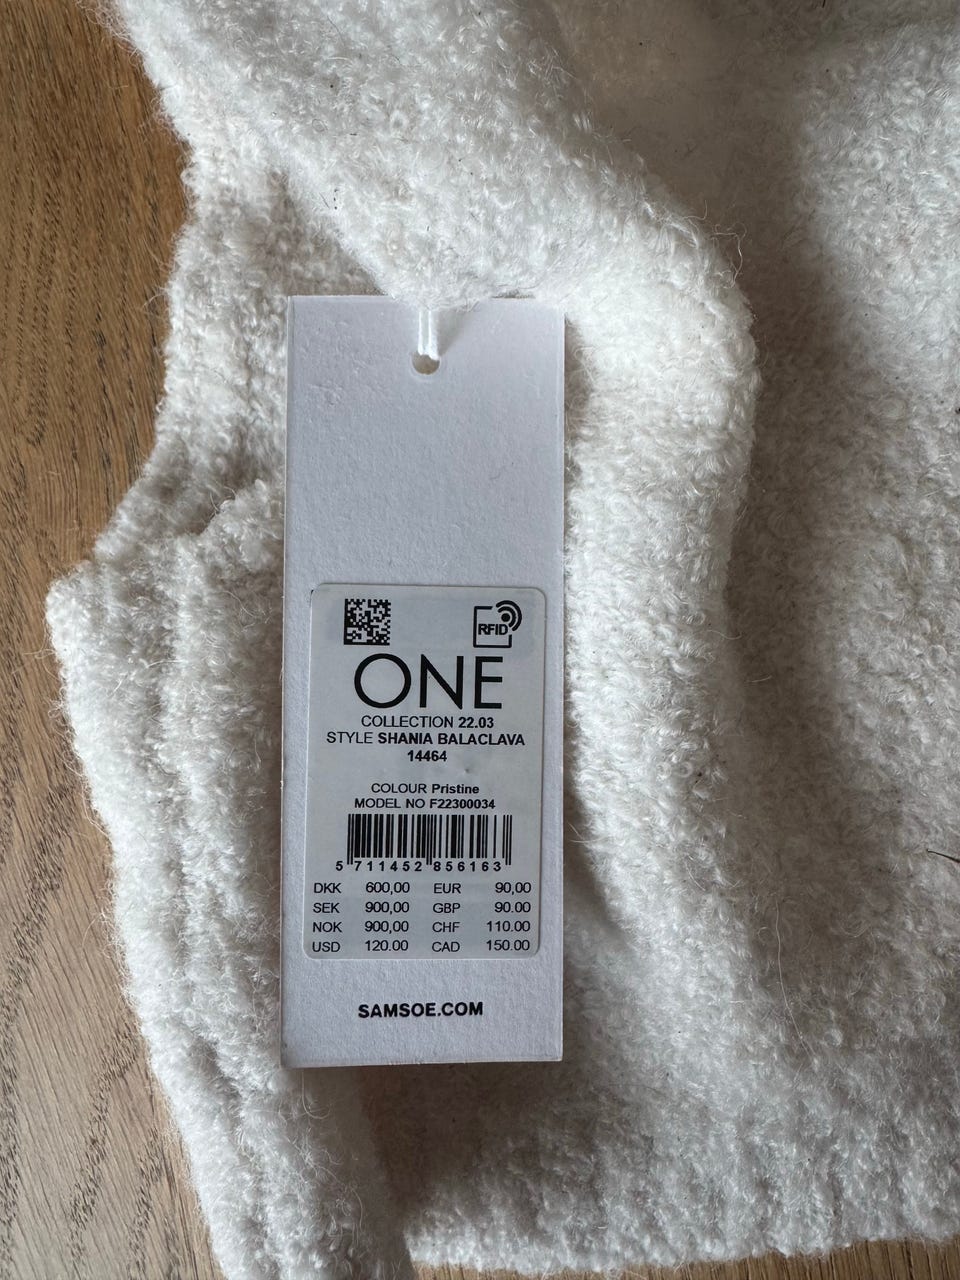 RFID
ONE
COLLECTION 22.03
STYLE SHANIA BALACLAVA
14464
COLOUR Pristine
MODEL NO F22300034
5 711452 856163
DKK 600,00 EUR 90,00
SEK 900,00 GBP 90.00
NOK 900,00 CHF 110.00
USD 120.00 CAD 150.00
SAMSOE.COM